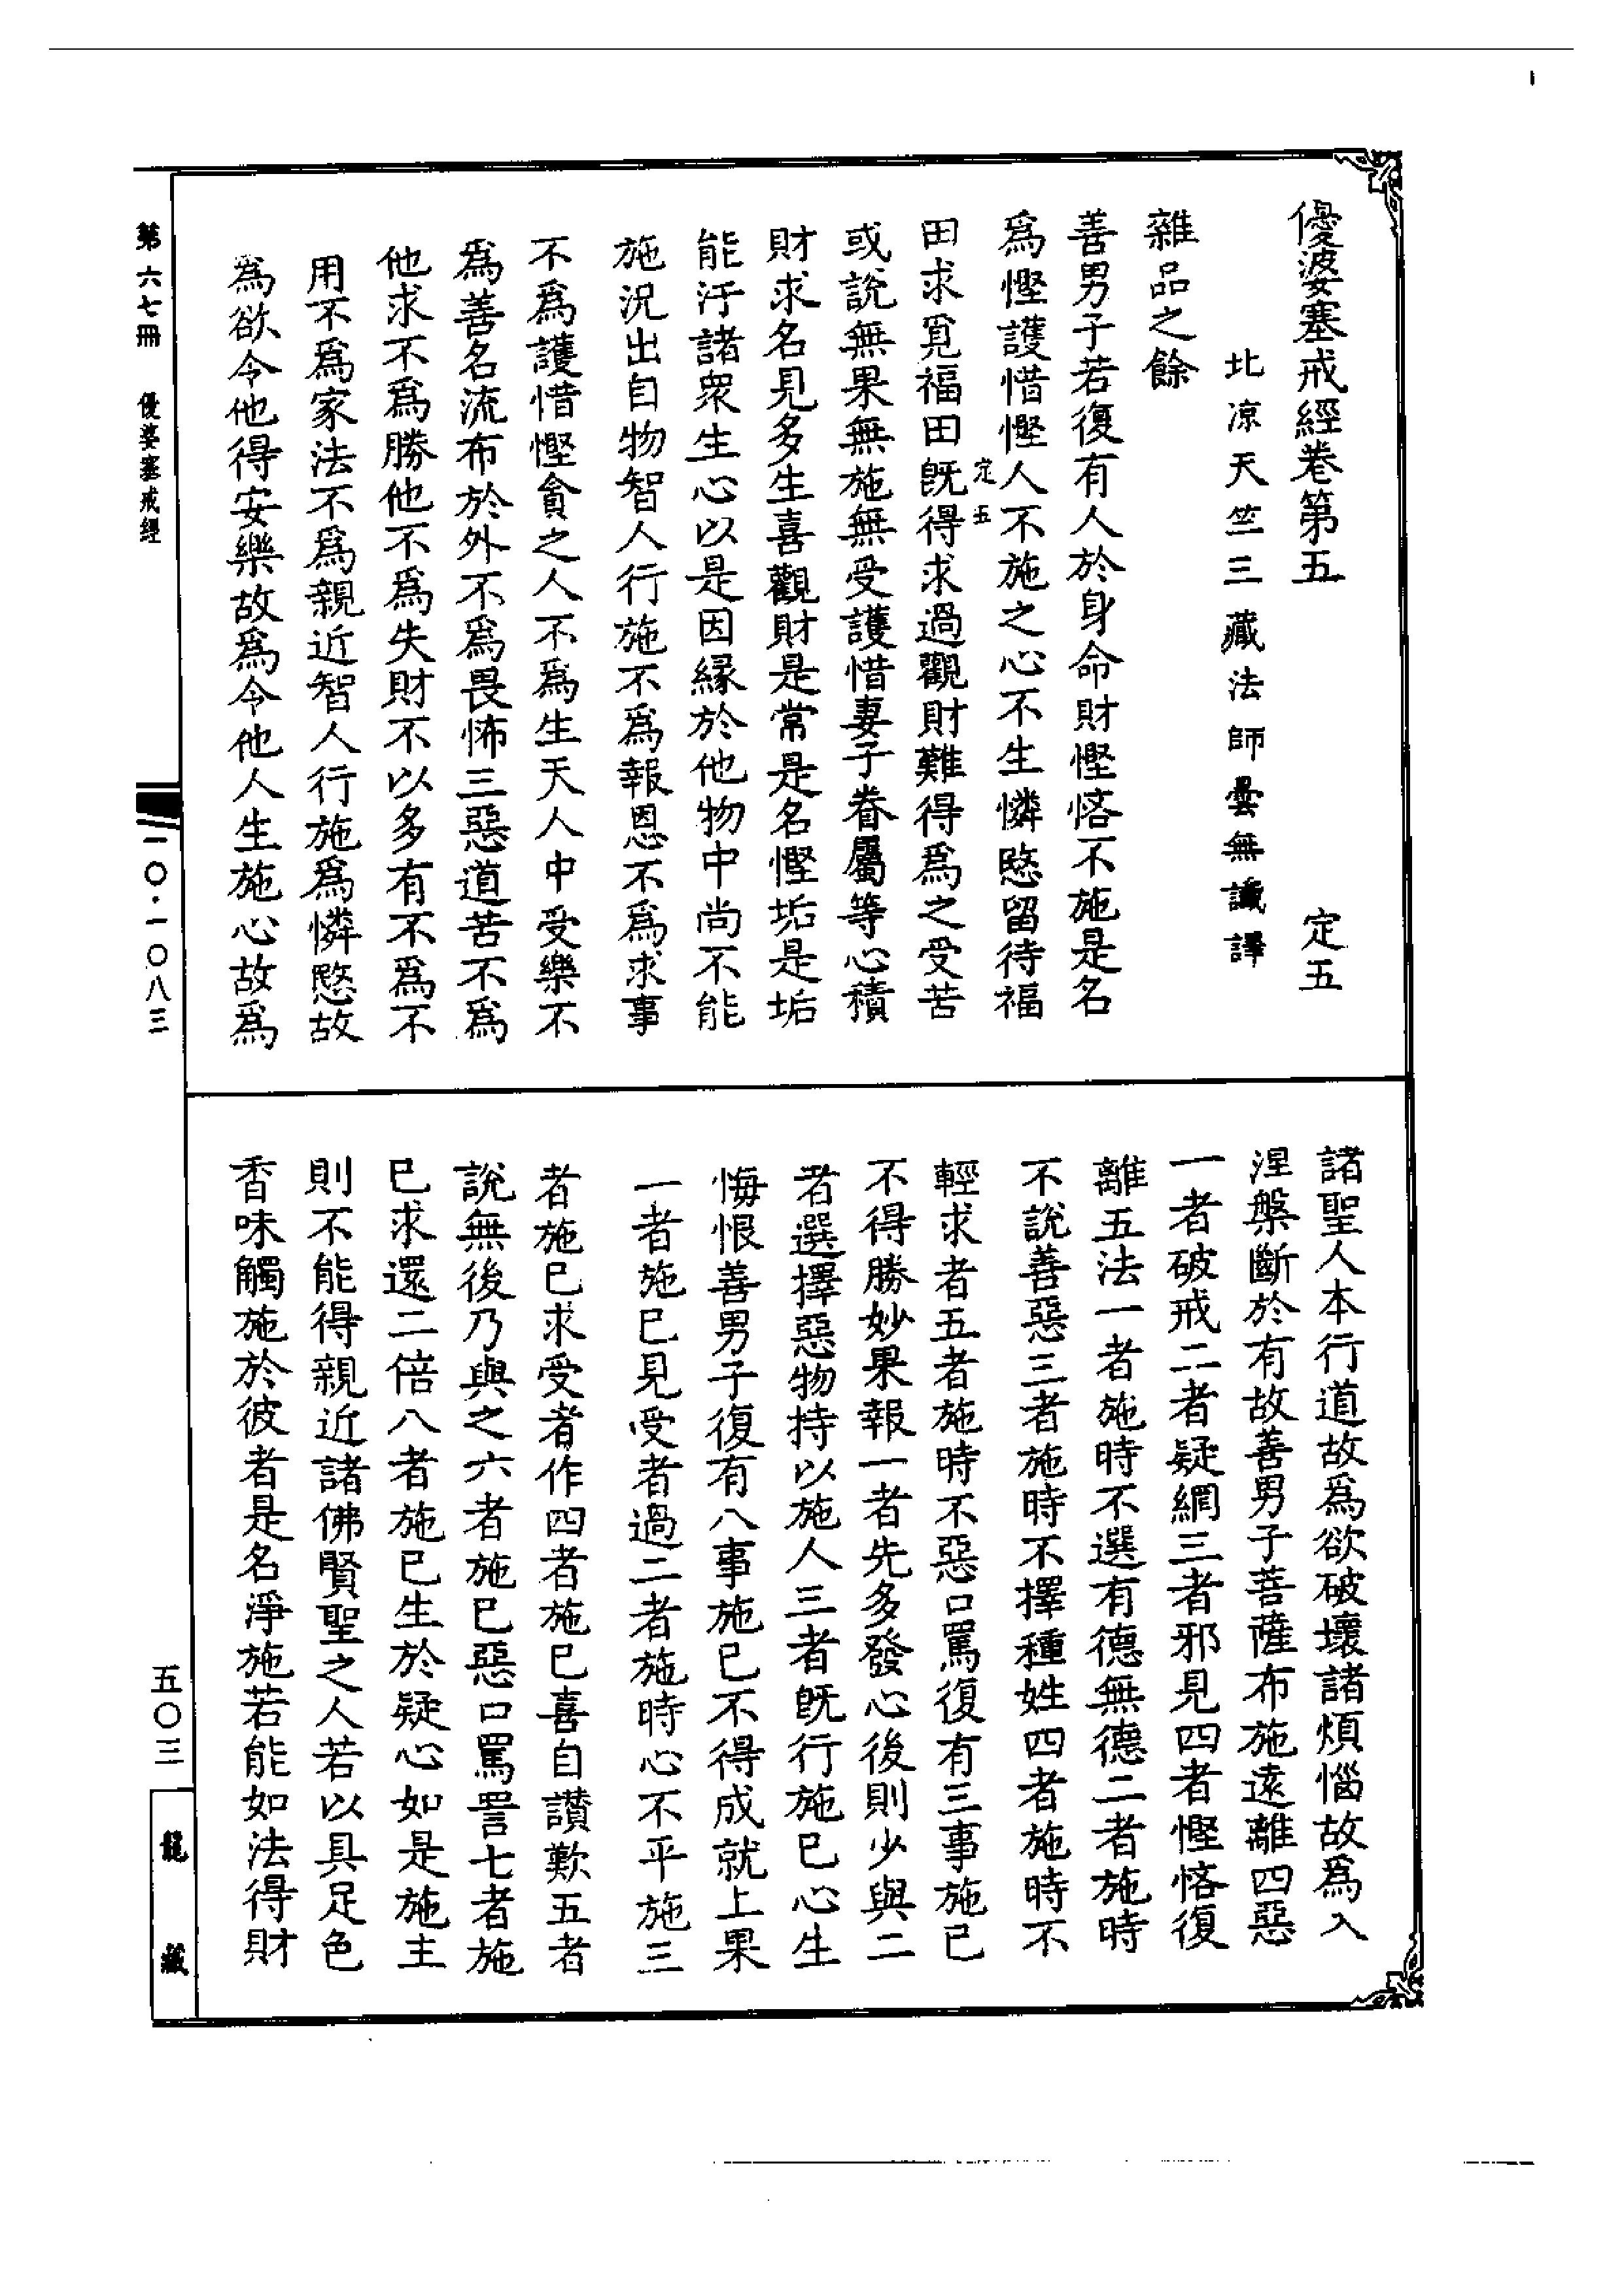 優婆塞戒經卷第五　定五
北涼天竺三藏法師曇無讖譯
雜品之餘
善男子若復有人於身命財慳悋不施是名
爲慳護惜慳人不施之心不生憐愍留待福
定五
田求覓福田旣得求過觀財難得爲之受苦
或說無果無施無受護惜妻子眷屬等心積
財求名見多生喜觀財是常是名慳垢是垢
能汙諸衆生心以是因緣於他物中尚不能
施況出自物智人行施不爲報恩不爲求事
不爲護惜慳貪之人不爲生天人中受樂不
爲善名流布於外不爲畏怖三惡道苦不爲
他求不爲勝他不爲失財不以多有不爲不
用不爲家法不爲親近智人行施爲憐愍故
爲欲令他得安樂故爲令他人生施心故爲
諸聖人本行道故爲欲破壞諸煩惱故爲入
涅槃斷於有故善男子菩薩布施遠離四惡
一者破戒二者疑網三者邪見四者慳悋復
離五法一者施時不選有德無德二者施時
不說善惡三者施時不擇種姓四者施時不
輕求者五者施時不惡口罵復有三事施已
不得勝妙果報一者先多發心後則少與二
者選擇惡物持以施人三者旣行施已心生
悔恨善男子復有八事施已不得成就上果
一者施已見受者過二者施時心不平施三
者施已求受者作四者施已喜自讚歎五者
說無後乃與之六者施已惡口罵詈七者施
已求還二倍八者施已生於疑心如是施主
則不能得親近諸佛賢聖之人若以具足色
香味觸施於彼者是名淨施若能如法得財
第六七冊　優婆塞戒經
一〇·一〇八三
五〇三
龍藏